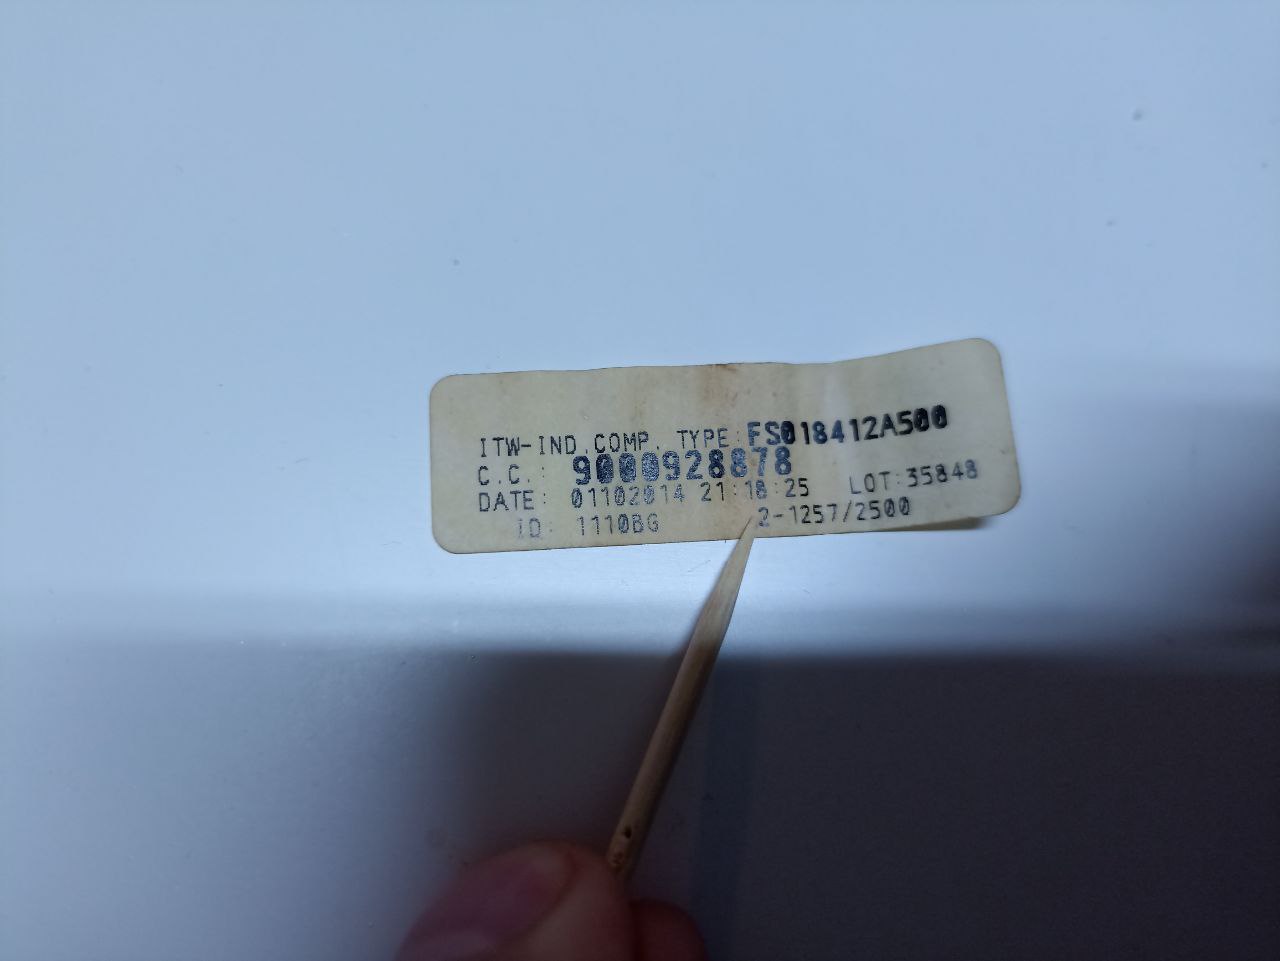 ITW-IND.COMP. TYPE:FS018412A500
C.C.: 9000928878
DATE: 01102014 21:18:25 LOT:35848
ID: 1110BG 2-1257/2500